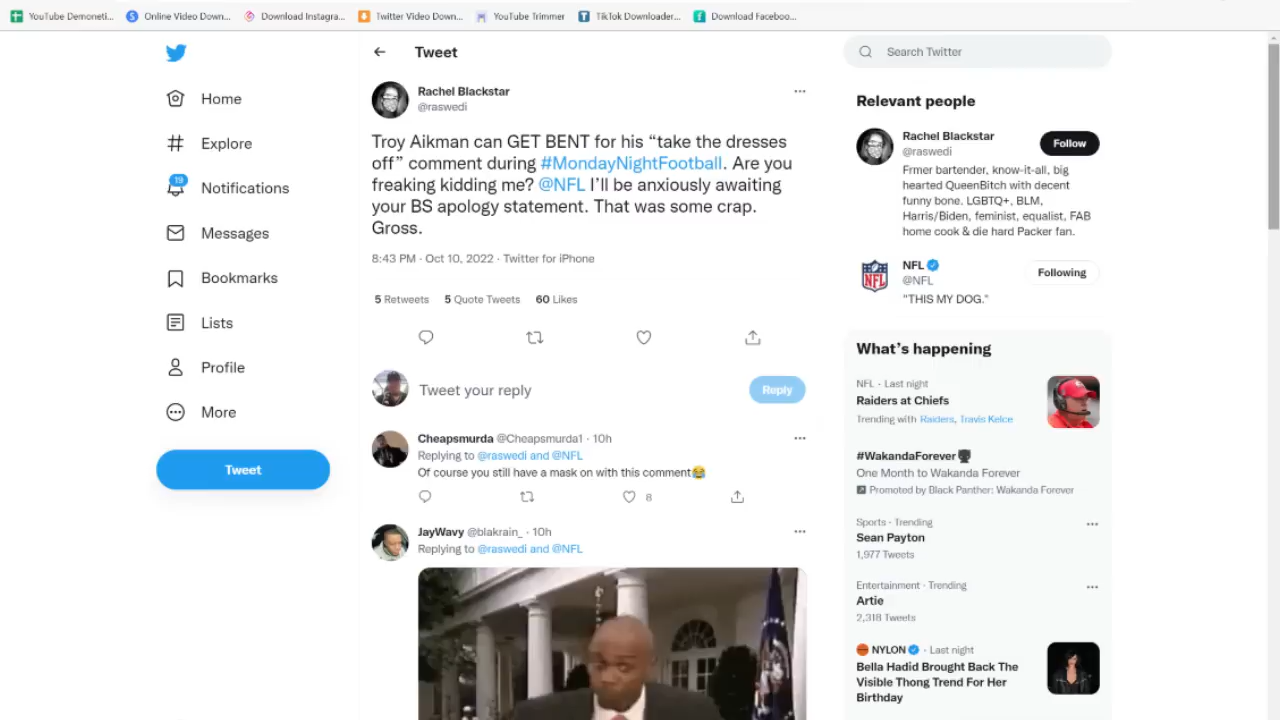 YouTube Demoneti...
Online Video Down...
Download Instagra...
Twitter Video Down...
YouTube Trimmer
TikTok Downloader...
Download Faceboo...
Home
Explore
19
Notifications
Messages
Bookmarks
Lists
Profile
More
Tweet
Tweet
Rachel Blackstar
@raswedi
Troy Aikman can GET BENT for his “take the dresses
off” comment during #MondayNightFootball. Are you
freaking kidding me? @NFL I’ll be anxiously awaiting
your BS apology statement. That was some crap.
Gross.
8:43 PM · Oct 10, 2022 · Twitter for iPhone
5 Retweets 5 Quote Tweets 60 Likes
Tweet your reply
Reply
Cheapsmurda @Cheapsmurda1 · 10h
Replying to @raswedi and @NFL
Of course you still have a mask on with this comment😂
8
JayWavy @blakrain_ · 10h
Replying to @raswedi and @NFL
Search Twitter
Relevant people
Rachel Blackstar
@raswedi
Follow
Frmer bartender, know-it-all, big
hearted QueenBitch with decent
funny bone. LGBTQ+, BLM,
Harris/Biden, feminist, equalist, FAB
home cook & die hard Packer fan.
NFL
@NFL
Following
"THIS MY DOG."
What’s happening
NFL · Last night
Raiders at Chiefs
Trending with Raiders, Travis Kelce
#WakandaForever
One Month to Wakanda Forever
Promoted by Black Panther: Wakanda Forever
Sports · Trending
Sean Payton
1,977 Tweets
Entertainment · Trending
Artie
2,318 Tweets
NYLON · Last night
Bella Hadid Brought Back The
Visible Thong Trend For Her
Birthday